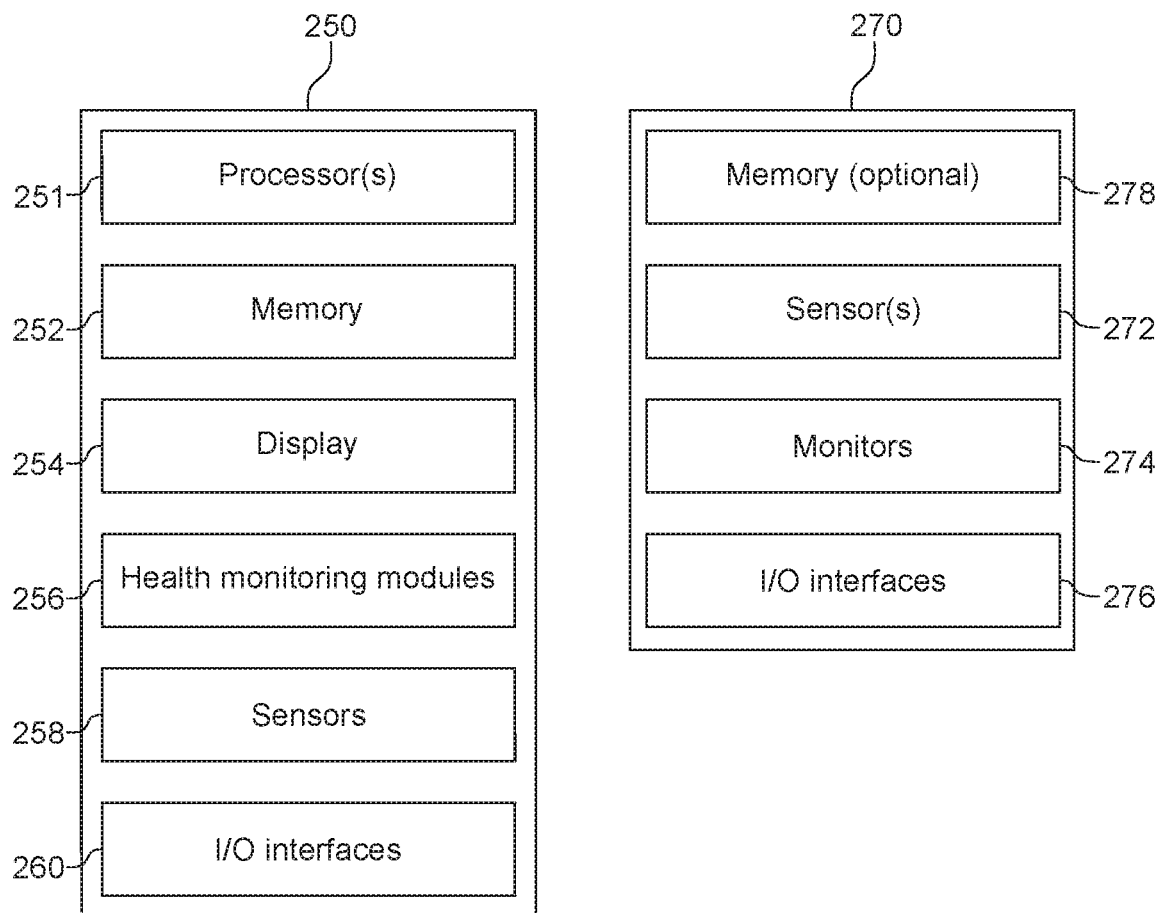 250
270
251
Processor(s)
Memory (optional)
278
252
Memory
Sensor(s)
272
254
Display
Monitors
274
256
Health monitoring modules
I/O interfaces
276
258
Sensors
260
I/O interfaces